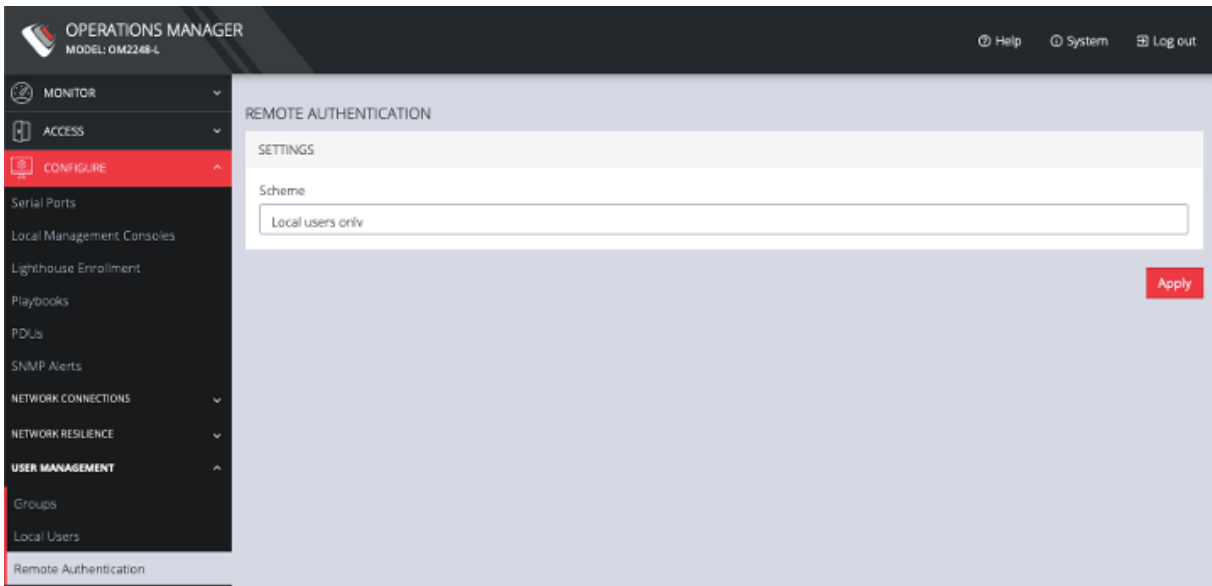 OPERATIONS MANAGER
MODEL: OM2248-L
Help
System
Log out
MONITOR
ACCESS
CONFIGURE
Serial Ports
Local Management Consoles
Lighthouse Enrollment
Playbooks
PDUs
SNMP Alerts
NETWORK CONNECTIONS
NETWORK RESILIENCE
USER MANAGEMENT
Groups
Local Users
Remote Authentication
REMOTE AUTHENTICATION
SETTINGS
Scheme
Local users only
Apply